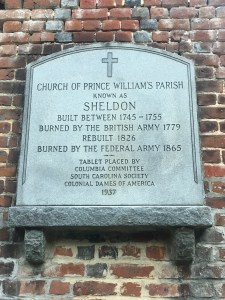 CHURCH OF PRINCE WILLIAM'S PARISH
KNOWN AS
SHELDON
BUILT BETWEEN 1745-1755
BURNED BY THE BRITISH ARMY 1779
REBUILT 1826
BURNED BY THE FEDERAL ARMY 1865
TABLET PLACED BY
COLUMBIA COMMITTEE
SOUTH CAROLINA SOCIETY
COLONIAL DAMES OF AMERICA
1937